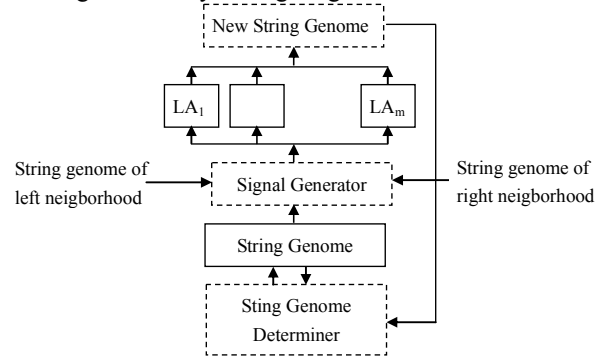 New String Genome
LA1
LAm
String genome of
left neigborhood
Signal Generator
String genome of
right neigborhood
String Genome
Sting Genome
Determiner